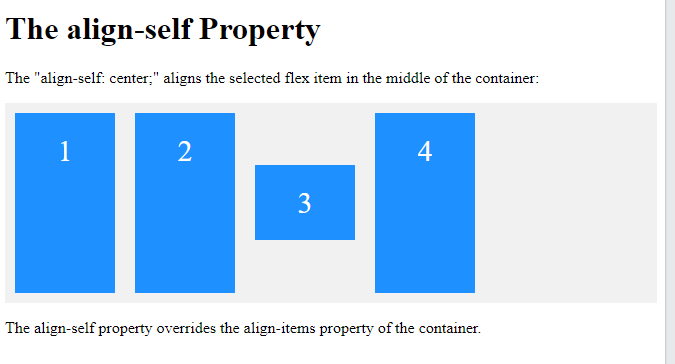 The align-self Property
The "align-self: center;" aligns the selected flex item in the middle of the container:
1 2 3 4
The align-self property overrides the align-items property of the container.